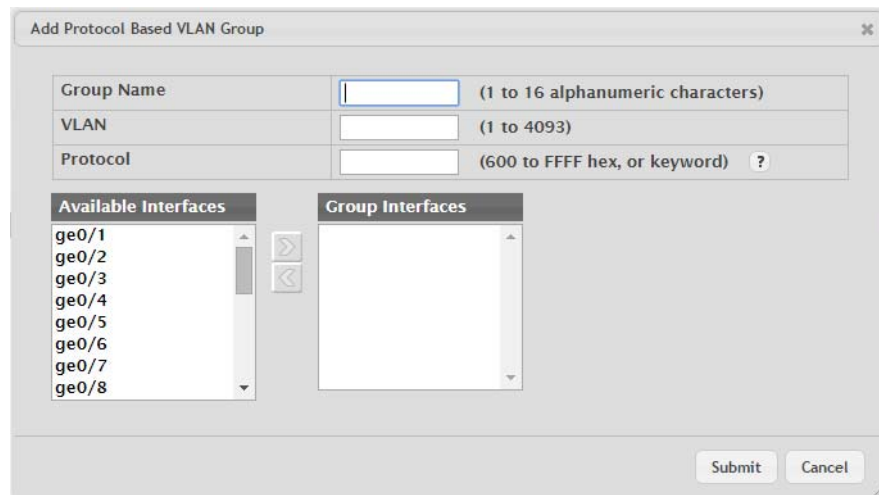 Add Protocol Based VLAN Group
Group Name (1 to 16 alphanumeric characters)
VLAN (1 to 4093)
Protocol (600 to FFFF hex, or keyword) ?
Available Interfaces
ge0/1
ge0/2
ge0/3
ge0/4
ge0/5
ge0/6
ge0/7
ge0/8
Group Interfaces
Submit Cancel